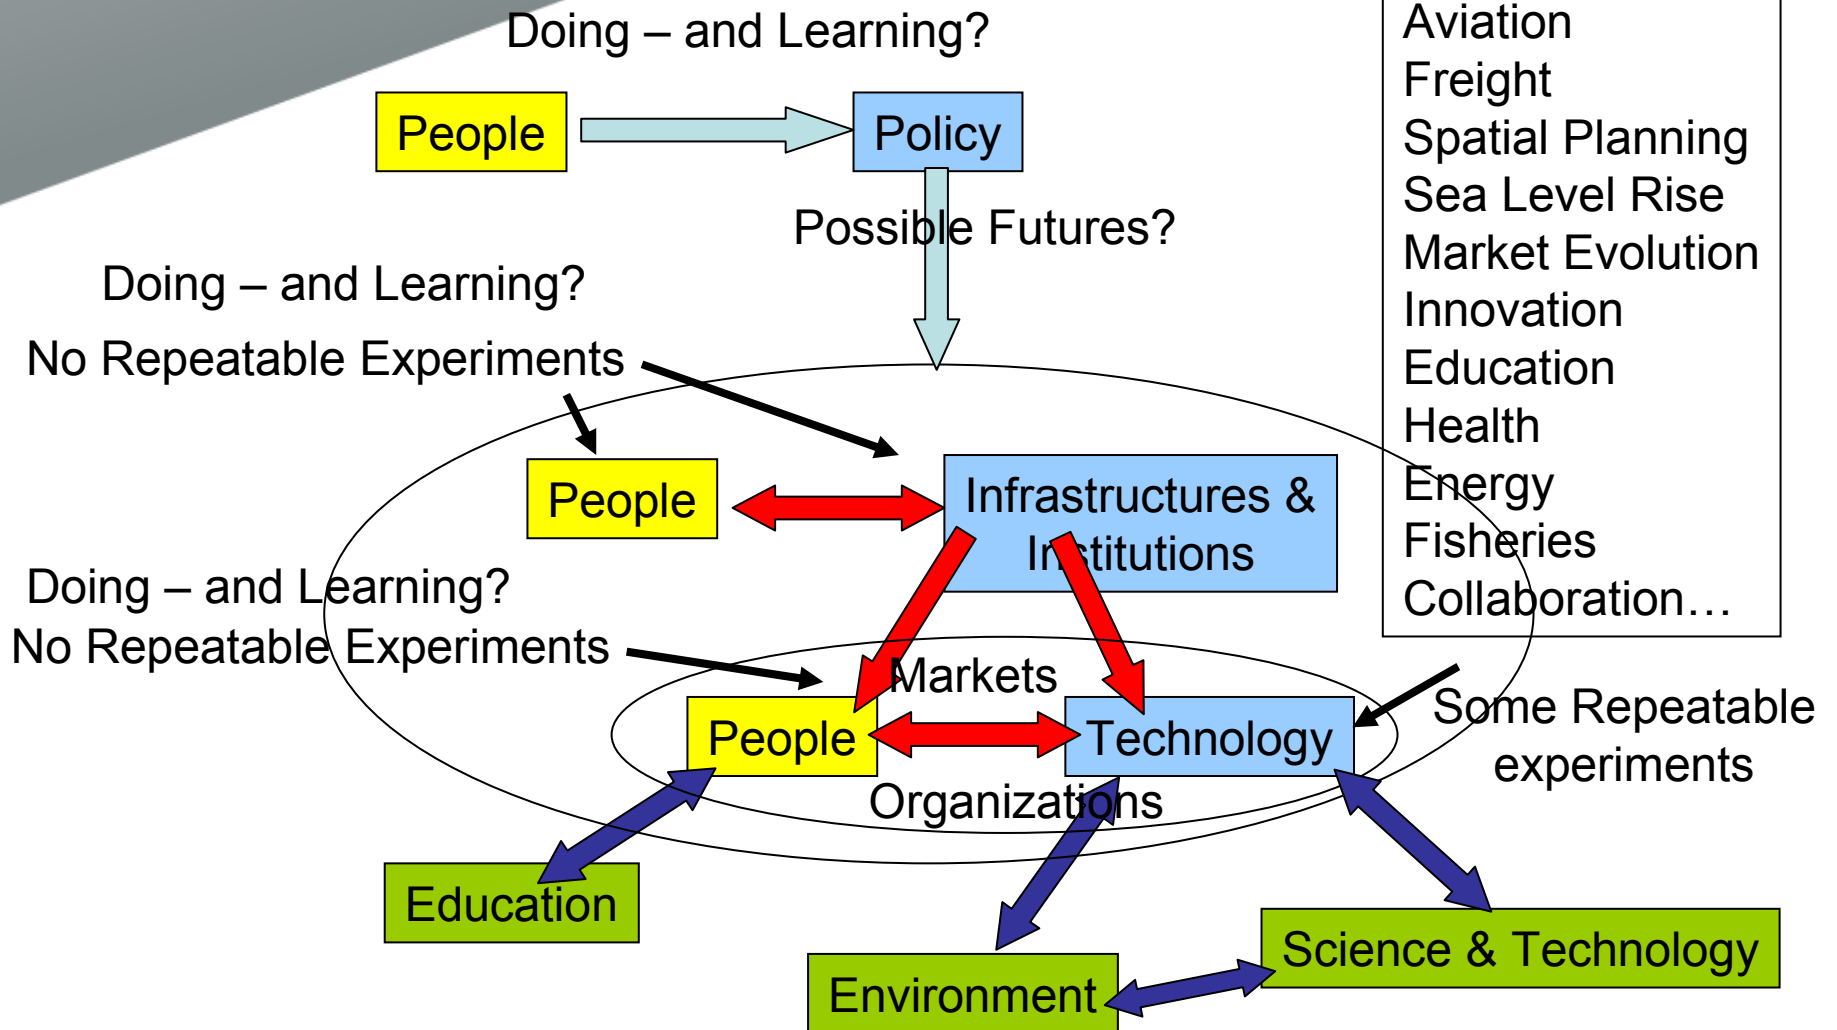 Doing – and Learning?
People
Policy
Possible Futures?
Doing – and Learning?
No Repeatable Experiments
People
Infrastructures &
Institutions
Doing – and Learning?
No Repeatable Experiments
Markets
People
Technology
Organizations
Some Repeatable
experiments
Education
Environment
Science & Technology
Aviation
Freight
Spatial Planning
Sea Level Rise
Market Evolution
Innovation
Education
Health
Energy
Fisheries
Collaboration…